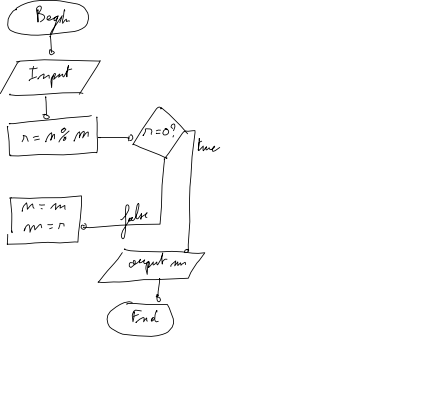 Begin
Input
r = n % m
r=0?
true
n = m
m = r
false
output m
End